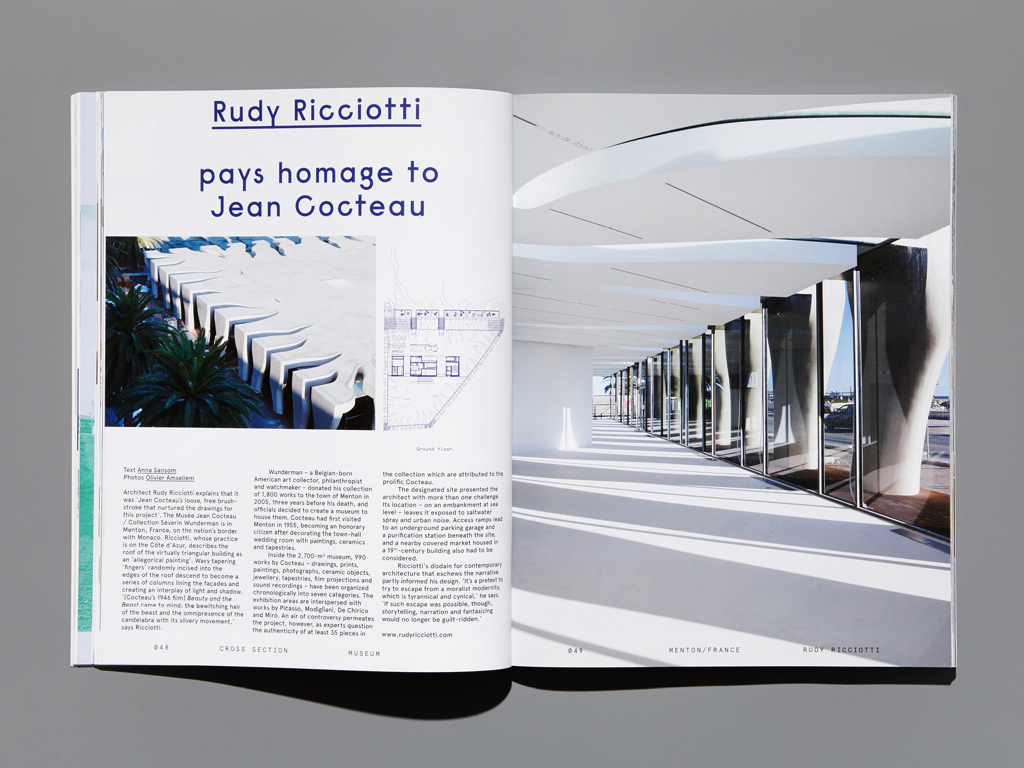 Rudy Ricciotti
pays homage to
Jean Cocteau
Ground floor.
Text Anna Sansom
Photos Olivier Amsellem
Architect Rudy Ricciotti explains that it
was 'Jean Cocteau's loose, free brush-
stroke that nurtured the drawings for
this project'. The Musée Jean Cocteau
/ Collection Séverin Wunderman is in
Menton, France, on the nation's border
with Monaco. Ricciotti, whose practice
is on the Côte d'Azur, describes the
roof of the virtually triangular building as
an 'allegorical painting'. Wavy tapering
'fingers' randomly incised into the
edges of the roof descend to become a
series of columns lining the façades and
creating an interplay of light and shadow.
'[Cocteau's 1946 film] Beauty and the
Beast came to mind: the bewitching hair
of the beast and the omnipresence of the
candelabra with its silvery movement,'
says Ricciotti.
Wunderman – a Belgian-born
American art collector, philanthropist
and watchmaker – donated his collection
of 1,800 works to the town of Menton in
2005, three years before his death, and
officials decided to create a museum to
house them. Cocteau had first visited
Menton in 1955, becoming an honorary
citizen after decorating the town-hall
wedding room with paintings, ceramics
and tapestries.
Inside the 2,700-m² museum, 990
works by Cocteau – drawings, prints,
paintings, photographs, ceramic objects,
jewellery, tapestries, film projections and
sound recordings – have been organized
chronologically into seven categories. The
exhibition areas are interspersed with
works by Picasso, Modigliani, De Chirico
and Miró. An air of controversy permeates
the project, however, as experts question
the authenticity of at least 35 pieces in
the collection which are attributed to the
prolific Cocteau.
The designated site presented the
architect with more than one challenge.
Its location – on an embankment at sea
level – leaves it exposed to saltwater
spray and urban noise. Access ramps lead
to an underground parking garage and
a purification station beneath the site,
and a nearby covered market housed in
a 19th-century building also had to be
considered.
Ricciotti's disdain for contemporary
architecture that eschews the narrative
partly informed his design. 'It's a pretext to
try to escape from a moralist modernity,
which is tyrannical and cynical,' he says.
'If such escape was possible, though,
storytelling, narration and fantasizing
would no longer be guilt-ridden.'
www.rudyricciotti.com
048 CROSS SECTION MUSEUM
049 MENTON/FRANCE RUDY RICCIOTTI